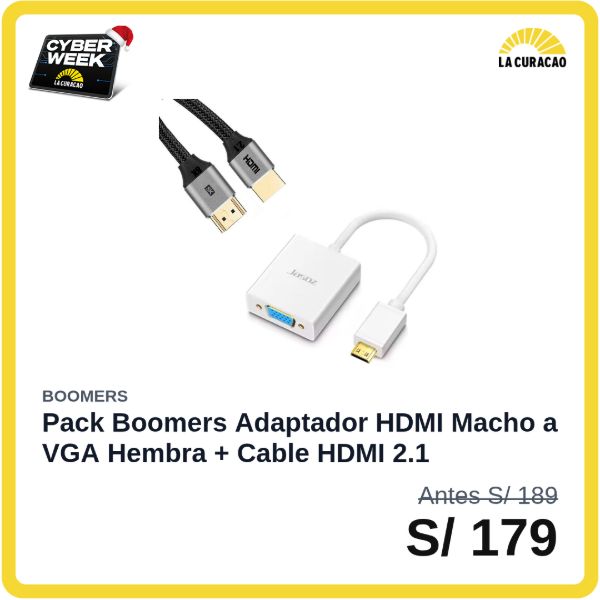 CYBER
WEEK
LA CURACAO
LA CURACAO
HDMI
BOOMERS
Pack Boomers Adaptador HDMI Macho a
VGA Hembra + Cable HDMI 2.1
Antes S/ 189
S/ 179